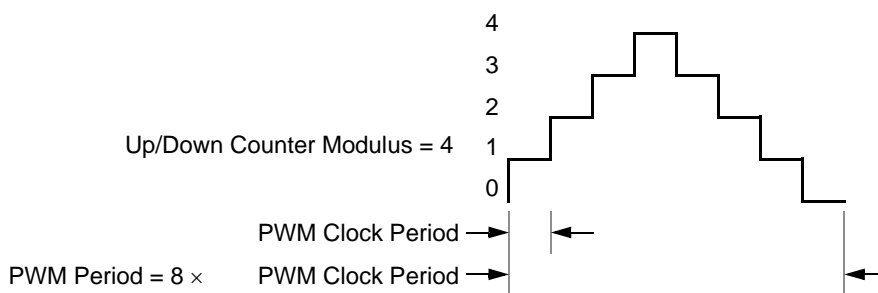 4
3
2
Up/Down Counter Modulus = 4 1
0
PWM Clock Period
PWM Period = 8 × PWM Clock Period